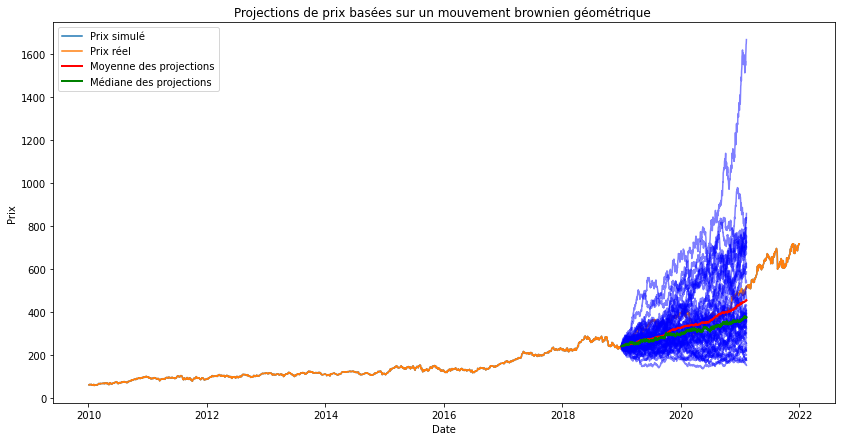 Projections de prix basées sur un mouvement brownien géométrique
Prix simulé
Prix réel
Moyenne des projections
Médiane des projections
1600
1400
1200
1000
800
600
400
200
0
Prix
2010
2012
2014
2016
2018
2020
2022
Date